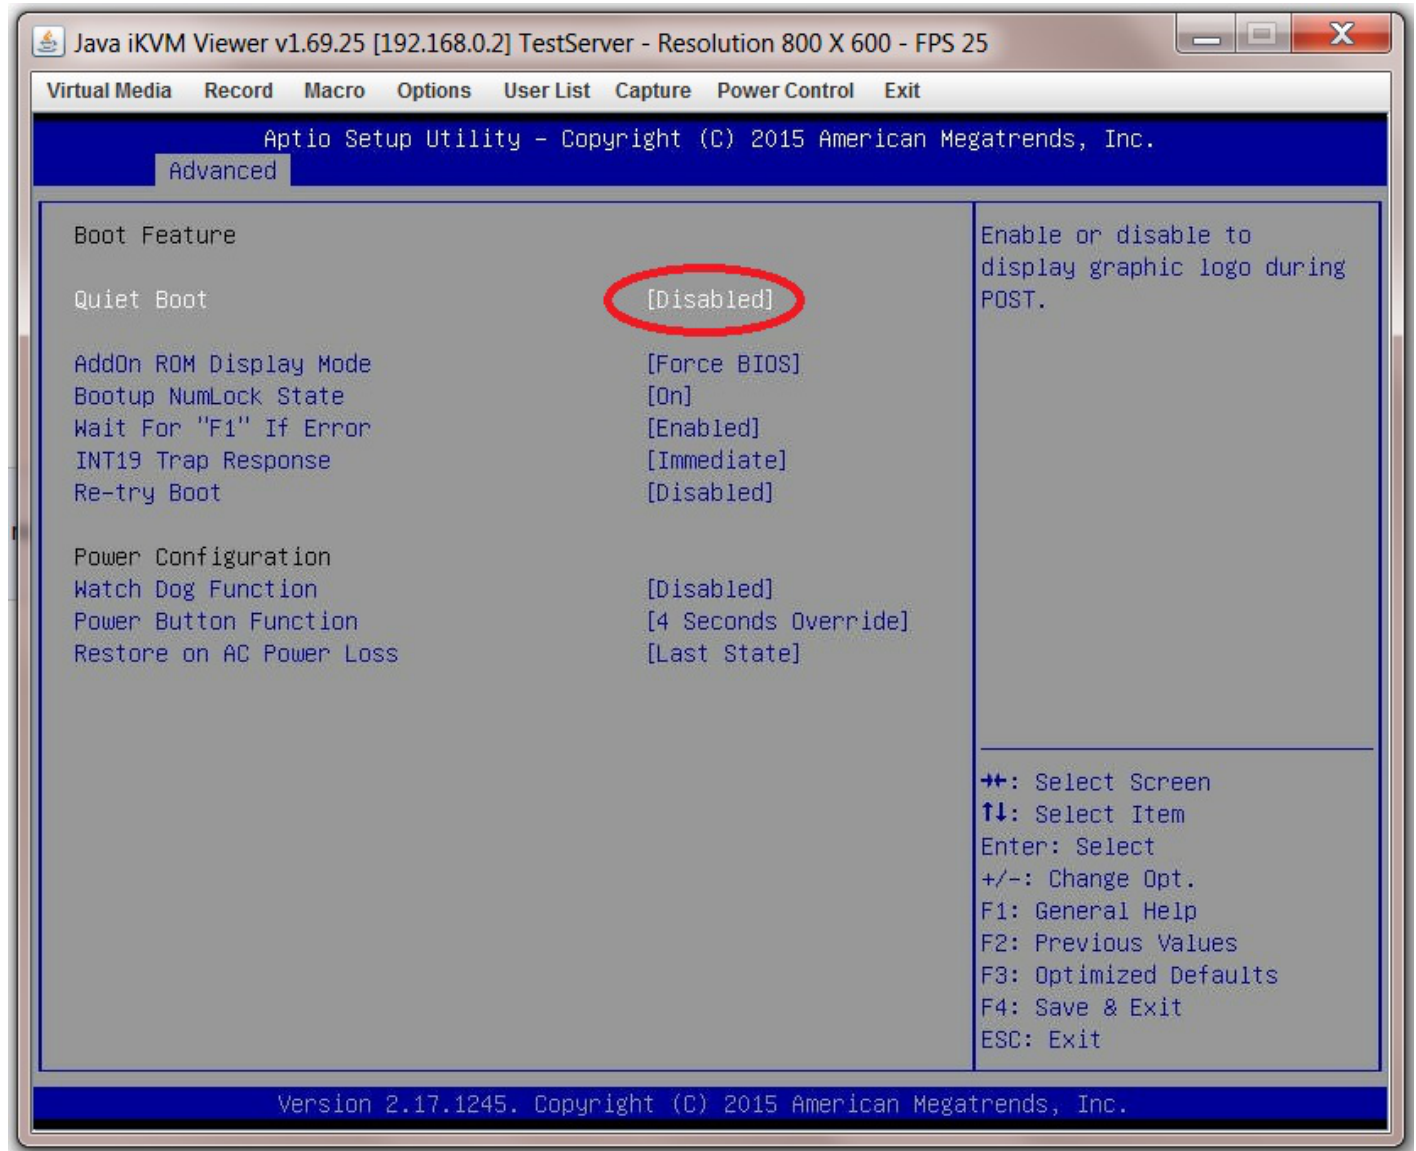 Java iKVM Viewer v1.69.25 [192.168.0.2] TestServer - Resolution 800 X 600 - FPS 25
Virtual Media Record Macro Options User List Capture Power Control Exit
Aptio Setup Utility – Copyright (C) 2015 American Megatrends, Inc.
Advanced
Boot Feature
Quiet Boot [Disabled]
AddOn ROM Display Mode [Force BIOS]
Bootup NumLock State [On]
Wait For "F1" If Error [Enabled]
INT19 Trap Response [Immediate]
Re-try Boot [Disabled]
Power Configuration
Watch Dog Function [Disabled]
Power Button Function [4 Seconds Override]
Restore on AC Power Loss [Last State]
Enable or disable to
display graphic logo during
POST.
→←: Select Screen
↑↓: Select Item
Enter: Select
+/-: Change Opt.
F1: General Help
F2: Previous Values
F3: Optimized Defaults
F4: Save & Exit
ESC: Exit
Version 2.17.1245. Copyright (C) 2015 American Megatrends, Inc.